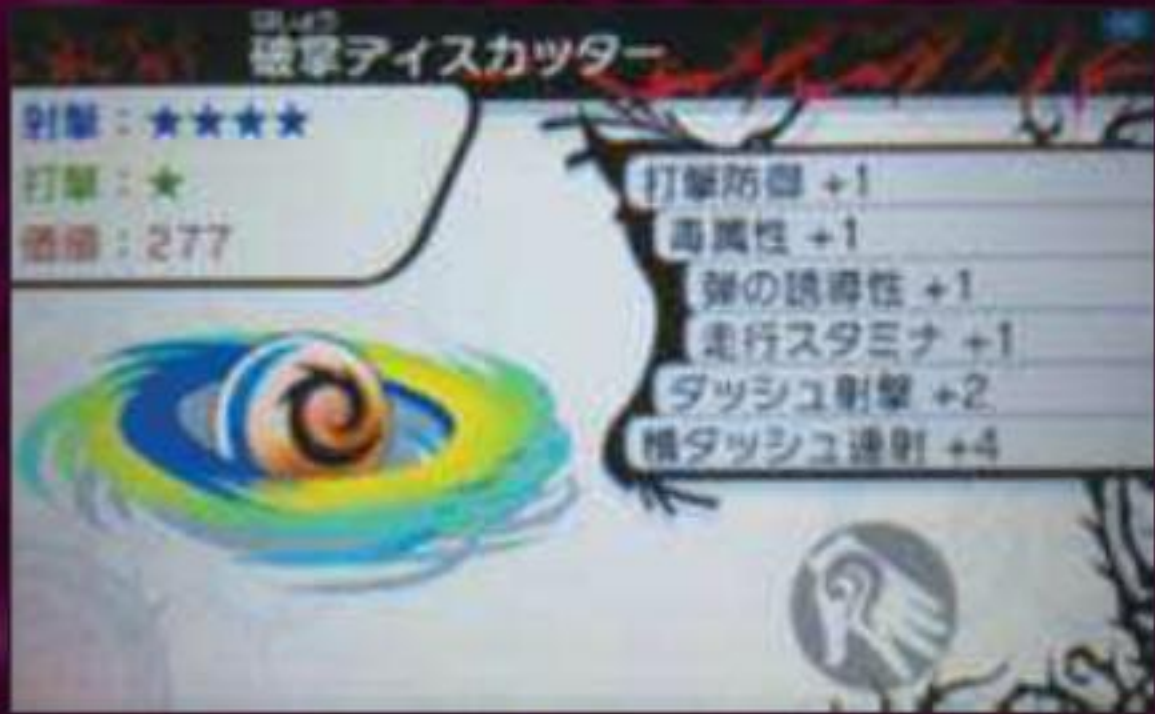 はしょう
破掌ディスカッター
射撃:★★★★
打撃:★
価値:277
打撃防御 +1
毒属性 +1
弾の誘導性 +1
走行スタミナ +1
ダッシュ射撃 +2
横ダッシュ連射 +4